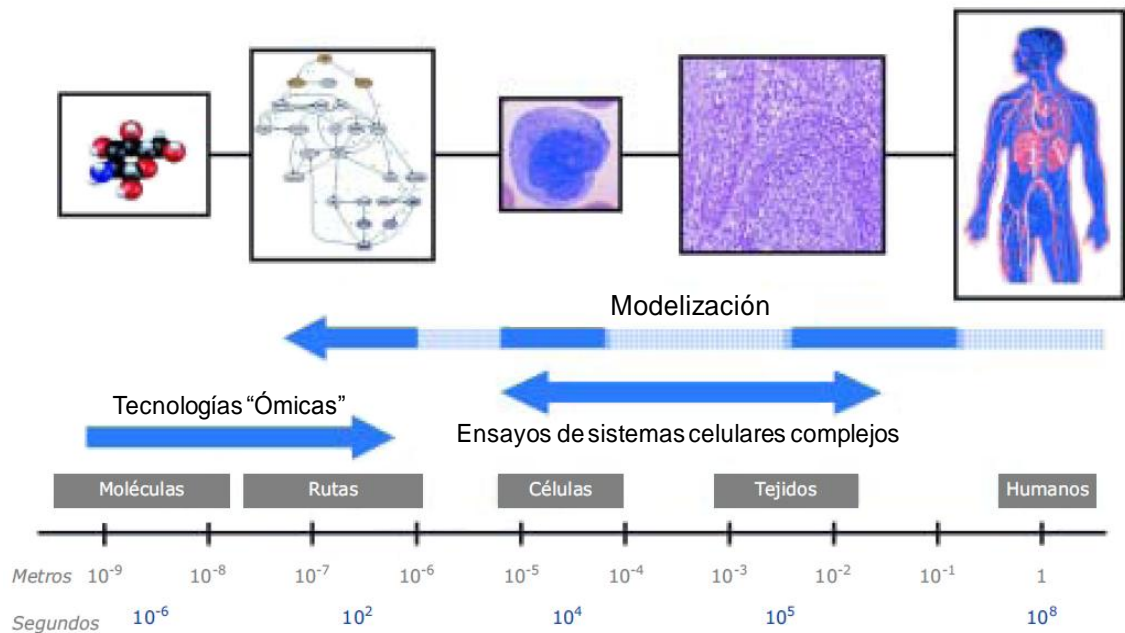 Modelización
Tecnologías “Ómicas”
Ensayos de sistemas celulares complejos
Moléculas Rutas Células Tejidos Humanos
Metros 10⁻⁹ 10⁻⁸ 10⁻⁷ 10⁻⁶ 10⁻⁵ 10⁻⁴ 10⁻³ 10⁻² 10⁻¹ 1
Segundos 10⁻⁶ 10² 10⁴ 10⁵ 10⁸